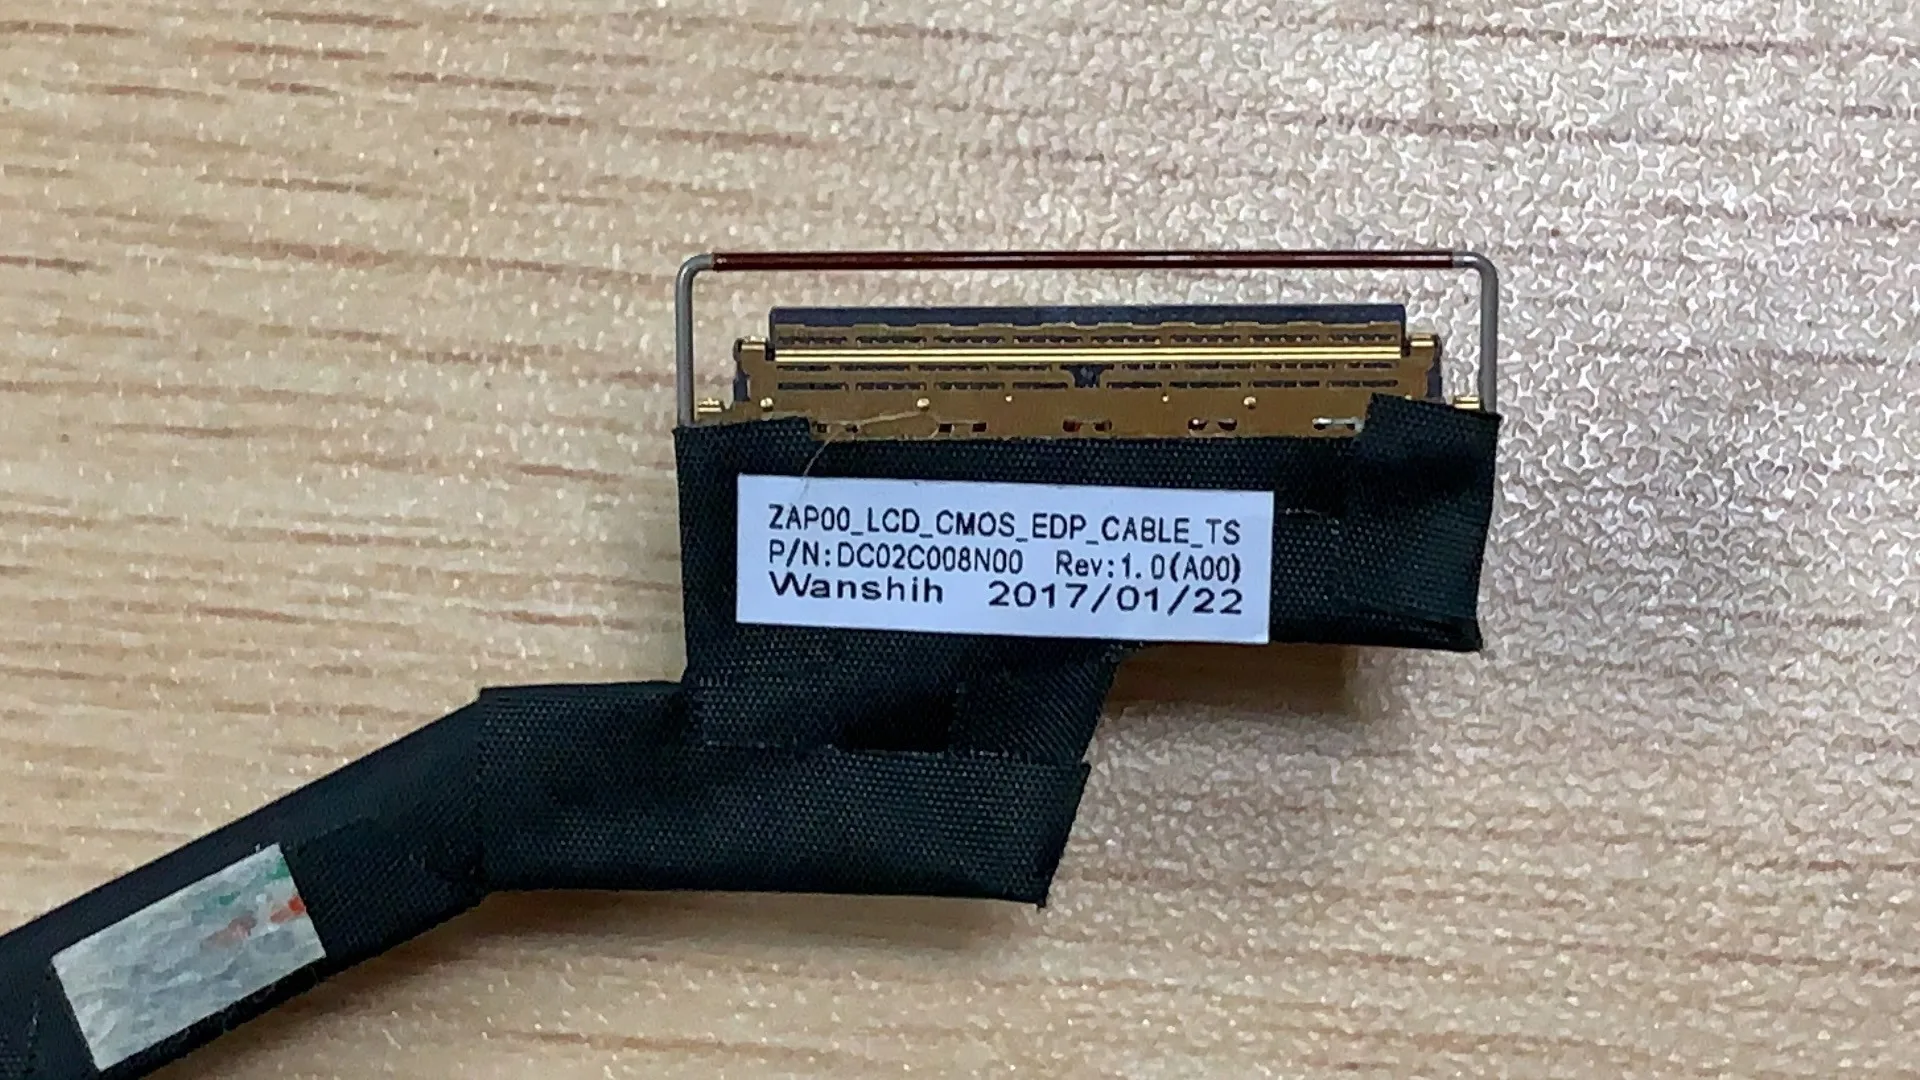 ZAP00_LCD_CMOS_EDP_CABLE_TS
P/N:DC02C008N00 Rev:1.0(A00)
Wanshih 2017/01/22